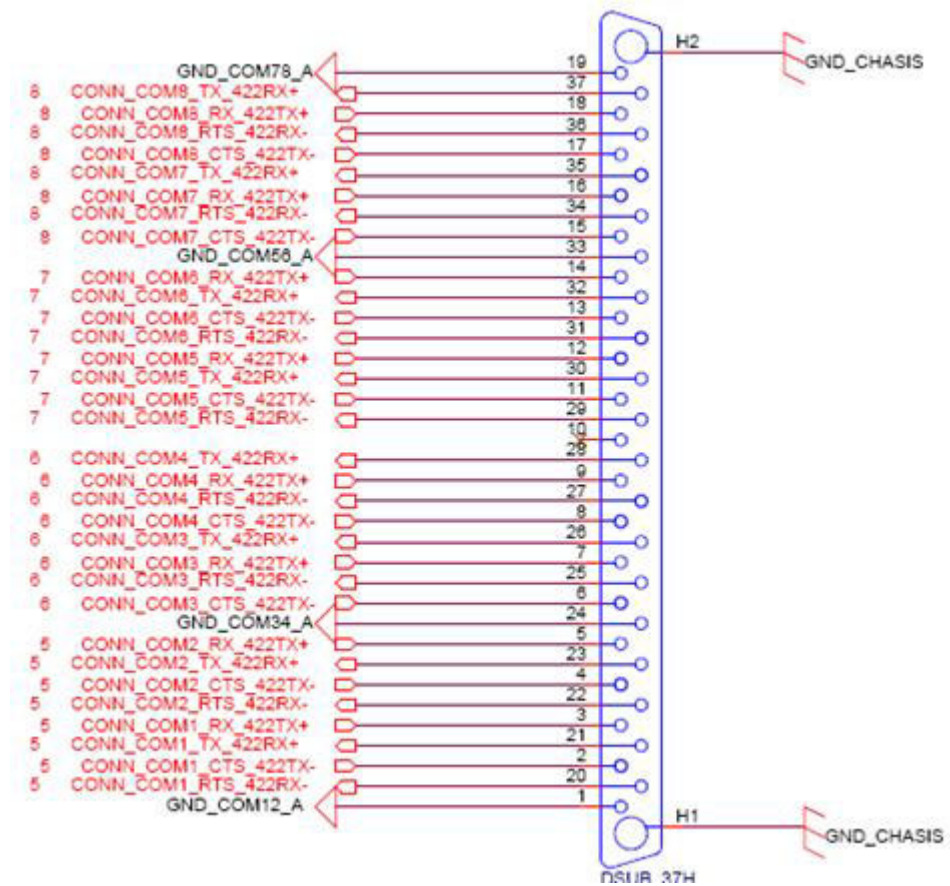 H2
GND_CHASIS
19
GND_COM78_A
37
8 CONN_COM8_TX_422RX+
18
8 CONN_COM8_RX_422TX+
36
8 CONN_COM8_RTS_422RX-
17
8 CONN_COM8_CTS_422TX-
35
8 CONN_COM7_TX_422RX+
16
8 CONN_COM7_RX_422TX+
34
8 CONN_COM7_RTS_422RX-
15
8 CONN_COM7_CTS_422TX-
33
GND_COM56_A
14
7 CONN_COM6_RX_422TX+
32
7 CONN_COM6_TX_422RX+
13
7 CONN_COM6_CTS_422TX-
31
7 CONN_COM6_RTS_422RX-
12
7 CONN_COM5_RX_422TX+
30
7 CONN_COM5_TX_422RX+
11
7 CONN_COM5_CTS_422TX-
29
7 CONN_COM5_RTS_422RX-
10
28
6 CONN_COM4_TX_422RX+
9
6 CONN_COM4_RX_422TX+
27
6 CONN_COM4_RTS_422RX-
8
6 CONN_COM4_CTS_422TX-
26
6 CONN_COM3_TX_422RX+
7
6 CONN_COM3_RX_422TX+
25
6 CONN_COM3_RTS_422RX-
6
6 CONN_COM3_CTS_422TX-
24
GND_COM34_A
5
5 CONN_COM2_RX_422TX+
23
5 CONN_COM2_TX_422RX+
4
5 CONN_COM2_CTS_422TX-
22
5 CONN_COM2_RTS_422RX-
3
5 CONN_COM1_RX_422TX+
21
5 CONN_COM1_TX_422RX+
2
5 CONN_COM1_CTS_422TX-
20
5 CONN_COM1_RTS_422RX-
1
GND_COM12_A
H1
GND_CHASIS
DSUB_37H